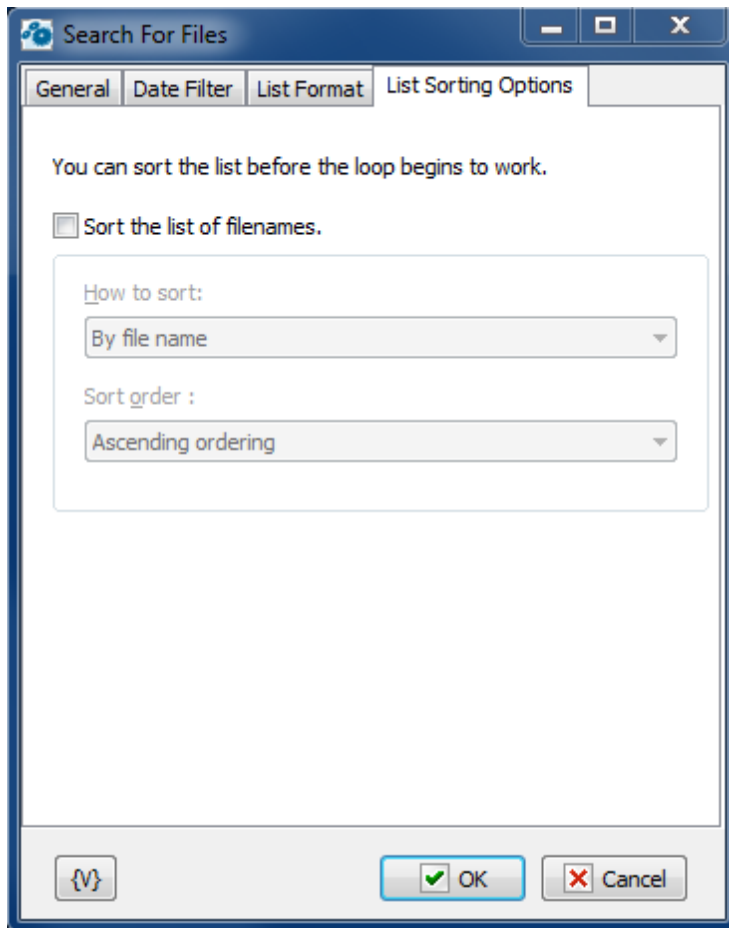 Search For Files
General
Date Filter
List Format
List Sorting Options
You can sort the list before the loop begins to work.
Sort the list of filenames.
How to sort:
By file name
Sort order :
Ascending ordering
{V}
OK
Cancel